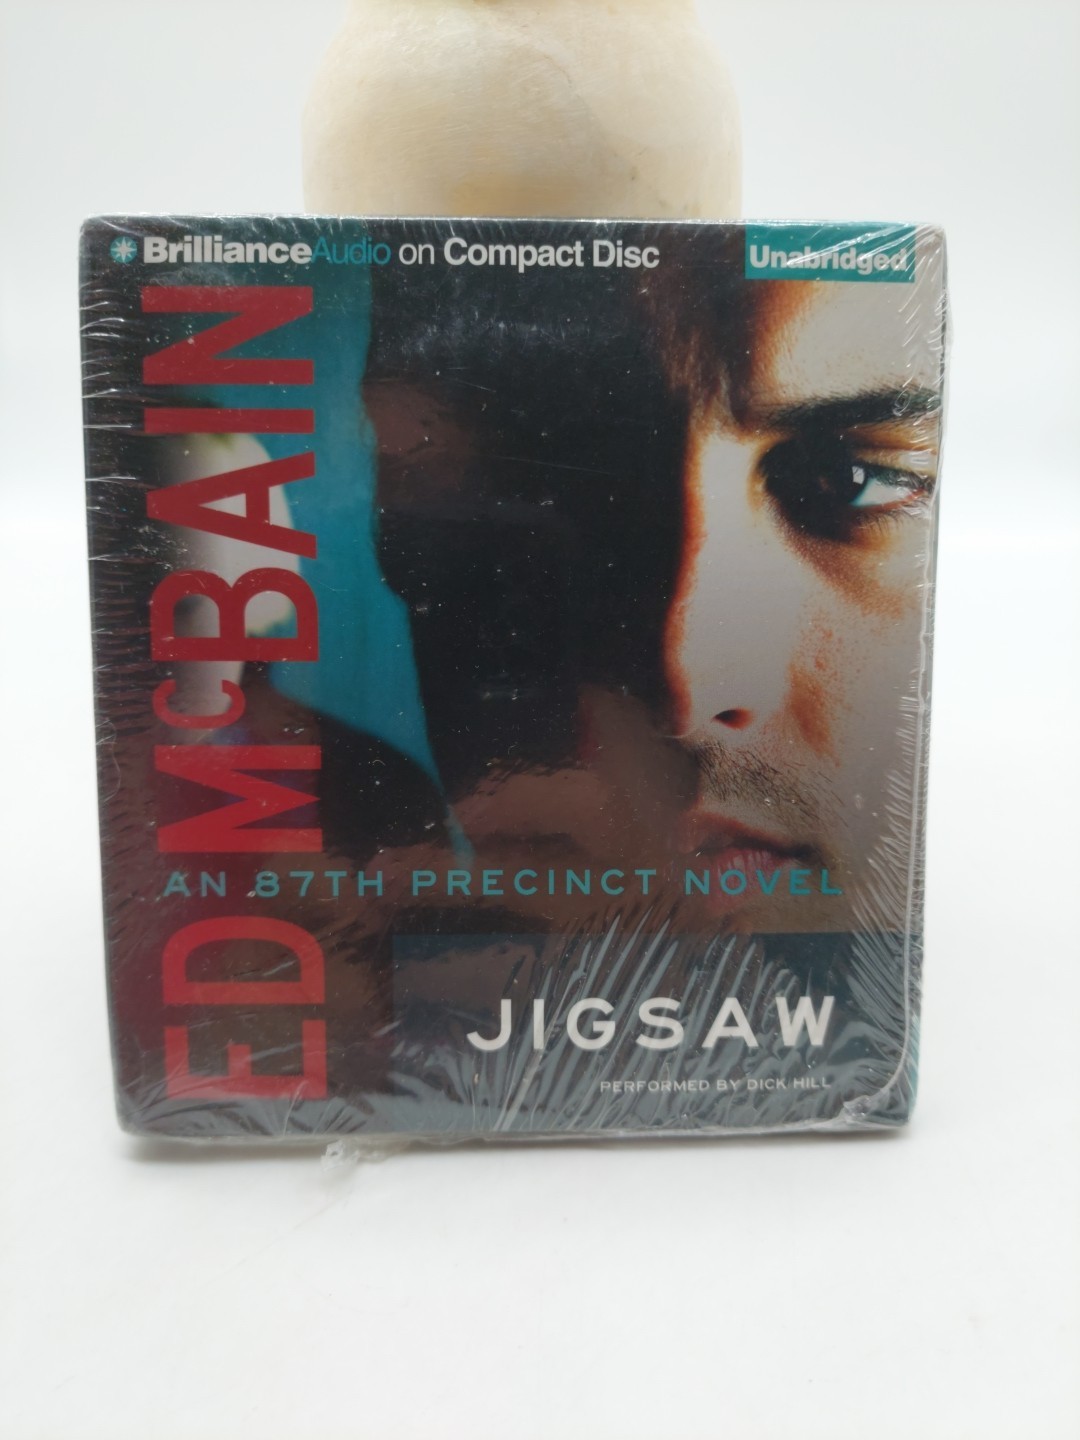 BrillianceAudio on Compact Disc
Unabridged
ED McBAIN
AN 87TH PRECINCT NOVEL
JIGSAW
PERFORMED BY DICK HILL